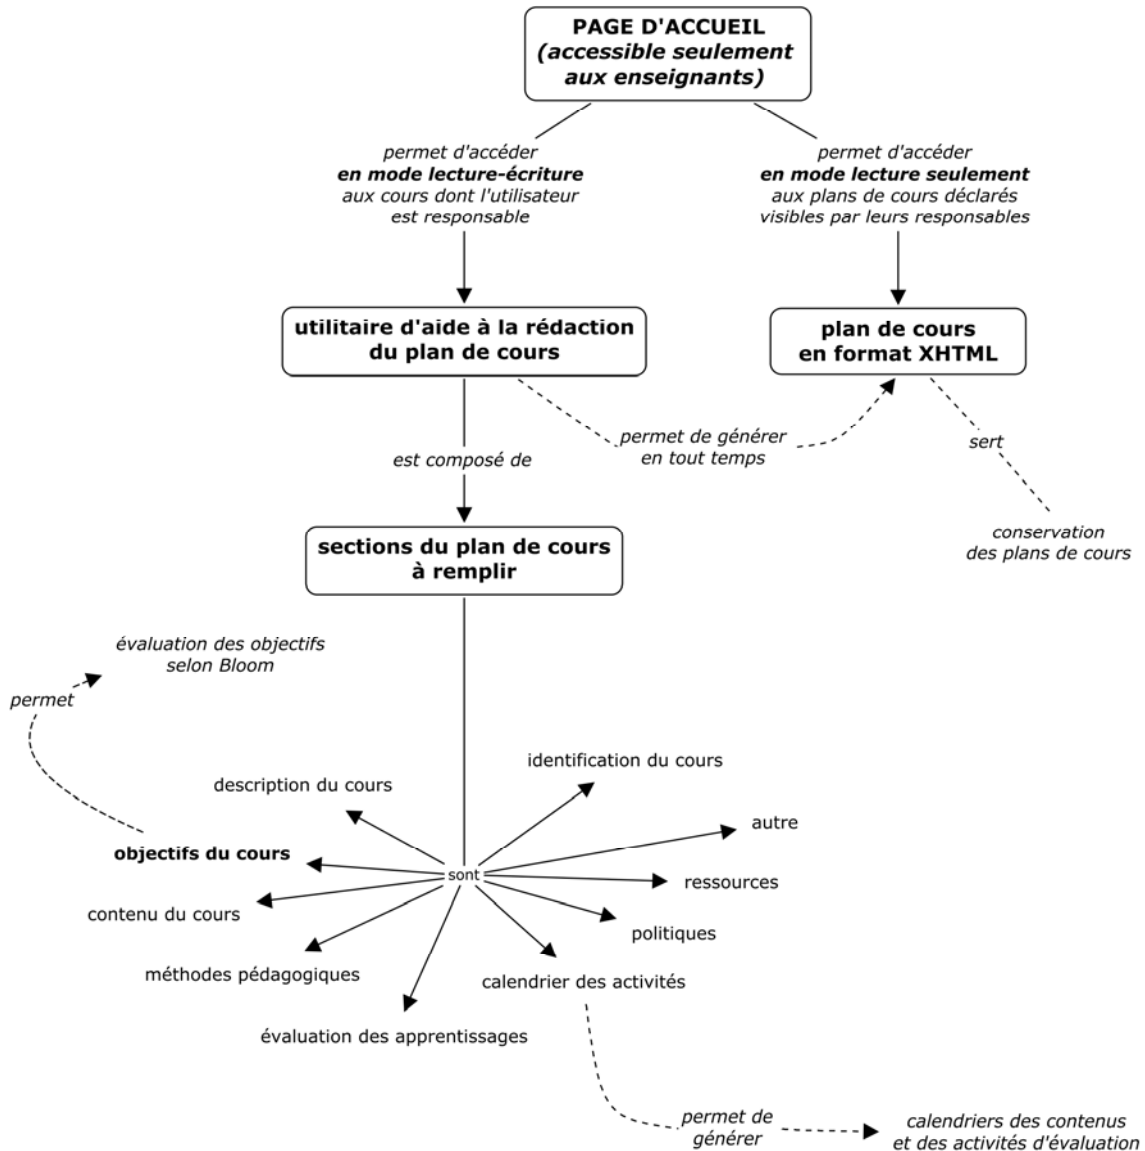 PAGE D'ACCUEIL
(accessible seulement
aux enseignants)
permet d'accéder
en mode lecture-écriture
aux cours dont l'utilisateur
est responsable
permet d'accéder
en mode lecture seulement
aux plans de cours déclarés
visibles par leurs responsables
utilitaire d'aide à la rédaction
du plan de cours
plan de cours
en format XHTML
permet de générer
en tout temps
sert
est composé de
conservation
des plans de cours
sections du plan de cours
à remplir
évaluation des objectifs
selon Bloom
permet
identification du cours
description du cours
autre
objectifs du cours
sont
ressources
contenu du cours
politiques
méthodes pédagogiques
calendrier des activités
évaluation des apprentissages
permet de
générer
calendriers des contenus
et des activités d'évaluation